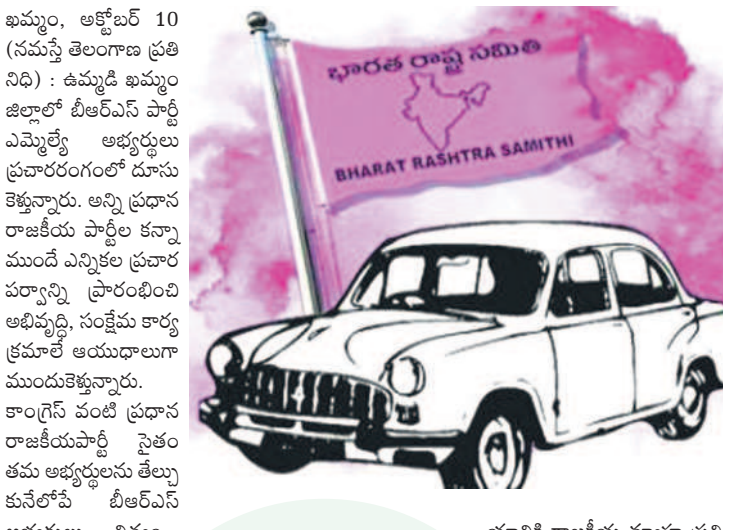 ఖమ్మం, అక్టోబర్ 10
(నమస్తే తెలంగాణ ప్రతి
నిధి) : ఉమ్మడి ఖమ్మం
జిల్లాలో బీఆర్ఎస్ పార్టీ
ఎమ్మెల్యే అభ్యర్థులు
ప్రచారరంగంలో దూసు
కెళ్తున్నారు. అన్ని ప్రధాన
రాజకీయ పార్టీల కన్నా
ముందే ఎన్నికల ప్రచార
పర్వాన్ని ప్రారంభించి
అభివృద్ధి, సంక్షేమ కార్య
క్రమాలే ఆయుధాలుగా
ముందుకెళ్తున్నారు.
కాంగ్రెస్ వంటి ప్రధాన
రాజకీయపార్టీ సైతం
తమ అభ్యర్థులను తేల్చు
కునేలోపే బీఆర్ఎస్
భారత రాష్ట్ర సమితి
BHARAT RASHTRA SAMITHI